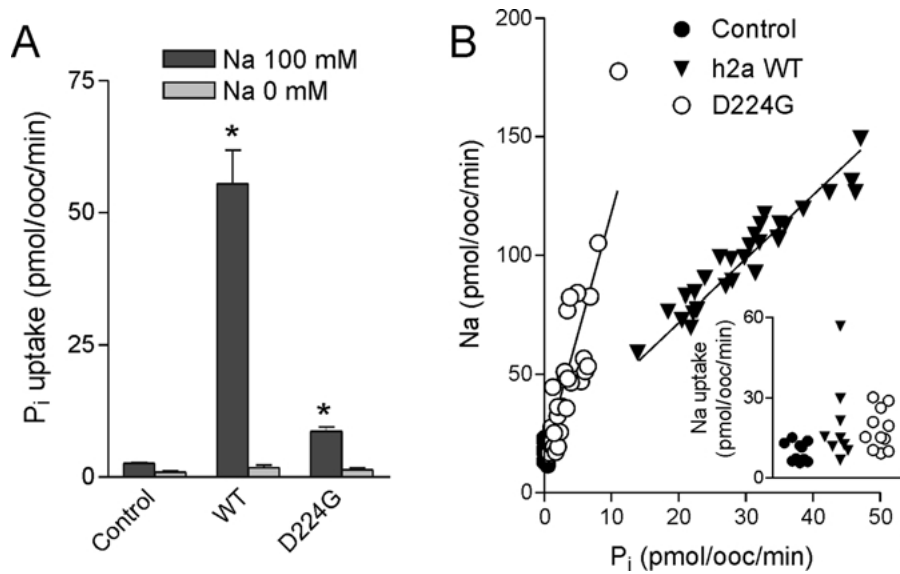 A
Na 100 mM
Na 0 mM
Pi uptake (pmol/ooc/min)
75
50
25
0
*
*
Control
WT
D224G
B
Control
h2a WT
D224G
Na (pmol/ooc/min)
200
150
100
50
0
0 10 20 30 40 50
Pi (pmol/ooc/min)
Na uptake
(pmol/ooc/min)
60
30
0